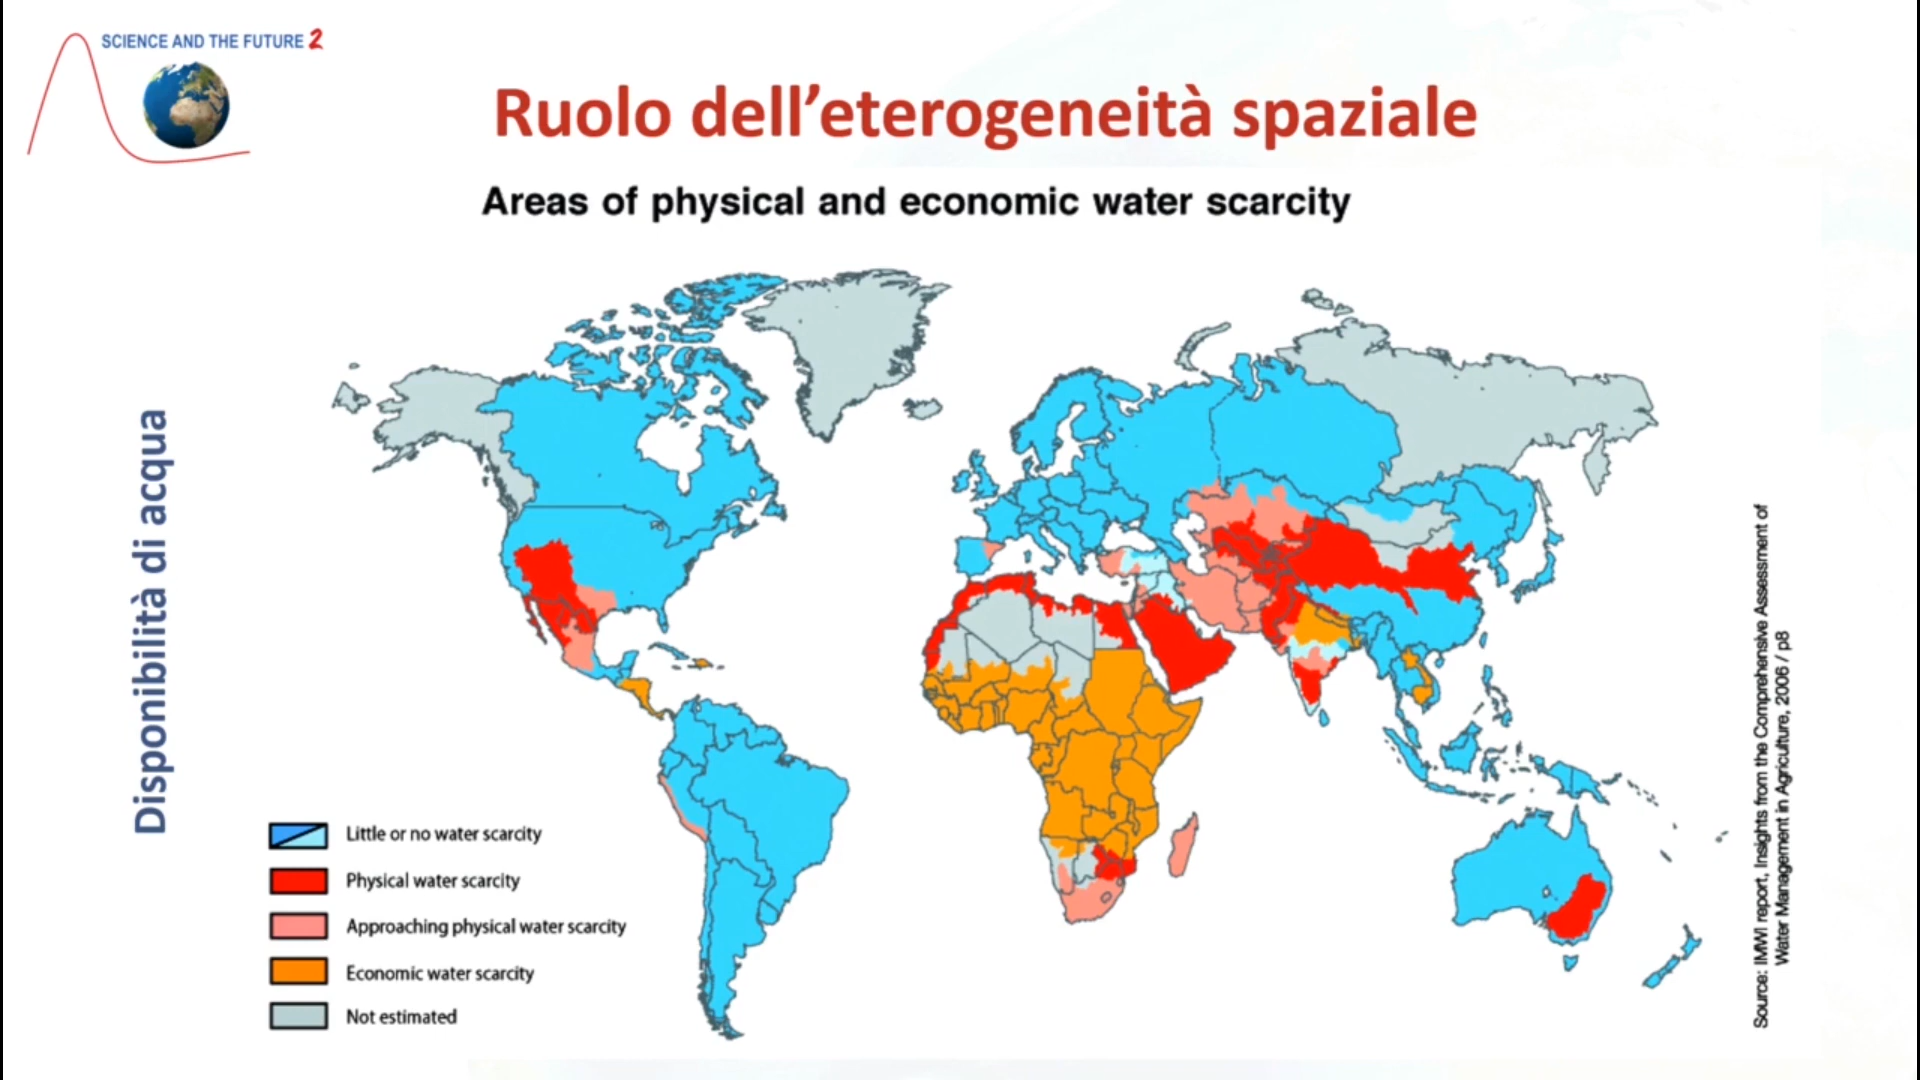 SCIENCE AND THE FUTURE 2
Ruolo dell’eterogeneità spaziale
Areas of physical and economic water scarcity
Disponibilità di acqua
Little or no water scarcity
Physical water scarcity
Approaching physical water scarcity
Economic water scarcity
Not estimated
Source: IMWI report, Insights from the Comprehensive Assessment of
Water Management in Agriculture, 2006 / p8